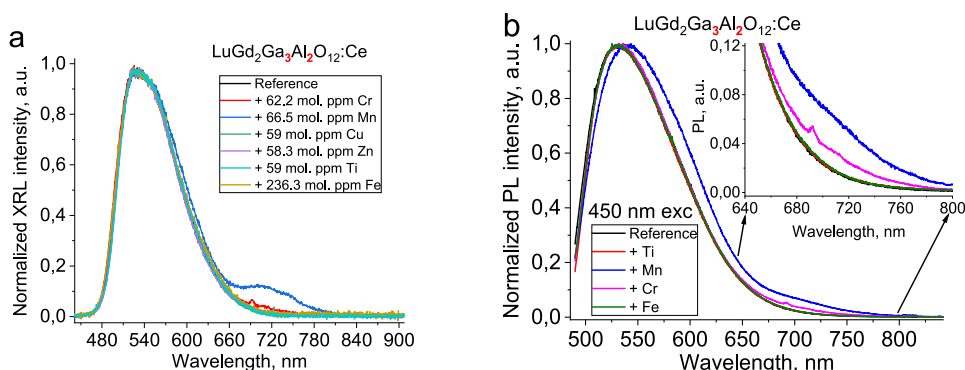 a
LuGd₂Ga₃Al₂O₁₂:Ce
Reference
+ 62.2 mol. ppm Cr
+ 66.5 mol. ppm Mn
+ 59 mol. ppm Cu
+ 58.3 mol. ppm Zn
+ 59 mol. ppm Ti
+ 236.3 mol. ppm Fe
Normalized XRL intensity, a.u.
1,0
0,8
0,6
0,4
0,2
0,0
480 540 600 660 720 780 840 900
Wavelength, nm
b
LuGd₂Ga₃Al₂O₁₂:Ce
Normalized PL intensity, a.u.
1,0
0,8
0,6
0,4
0,2
0,0
450 nm exc
Reference
+ Ti
+ Mn
+ Cr
+ Fe
500 550 600 650 700 750 800 850
Wavelength, nm
PL, a.u.
0,12
0,08
0,04
0,00
640 680 720 760 800
Wavelength, nm